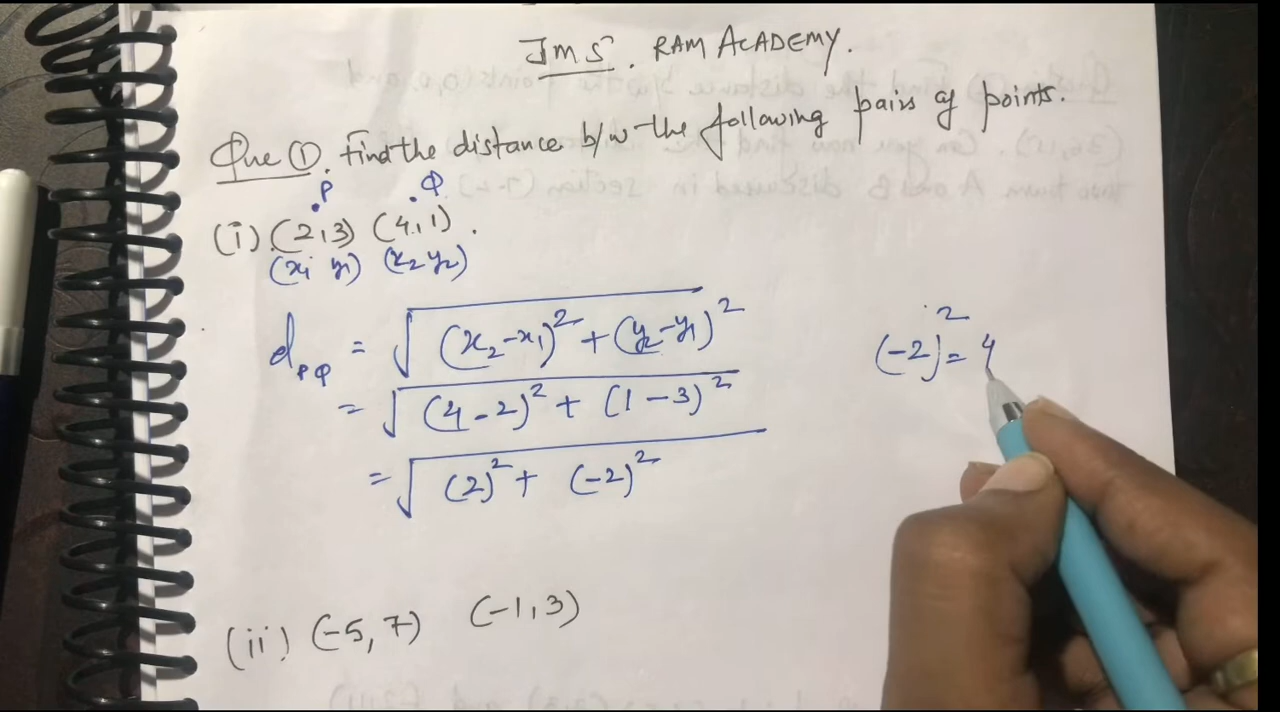 Jms. RAM ACADEMY.
Que ①. Find the distance b/w the following pairs of points.
.P .Q
(i) (2,3) (4,1).
(x₁ y₁) (x₂ y₂)
d_PQ = √(x₂-x₁)² + (y₂-y₁)²
(-2)² = 4
= √(4-2)² + (1-3)²
= √(2)² + (-2)²
(ii) (-5,7) (-1,3)